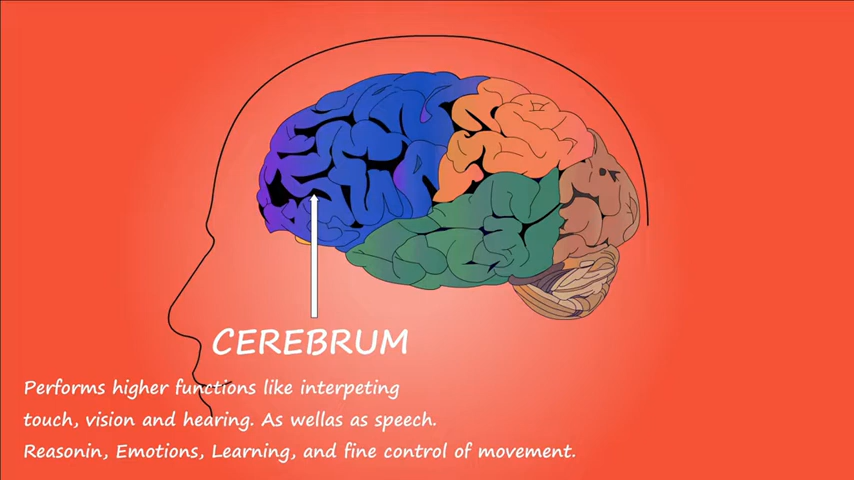 CEREBRUM
Performs higher functions like interpeting
touch, vision and hearing. As wellas as speech.
Reasonin, Emotions, Learning, and fine control of movement.